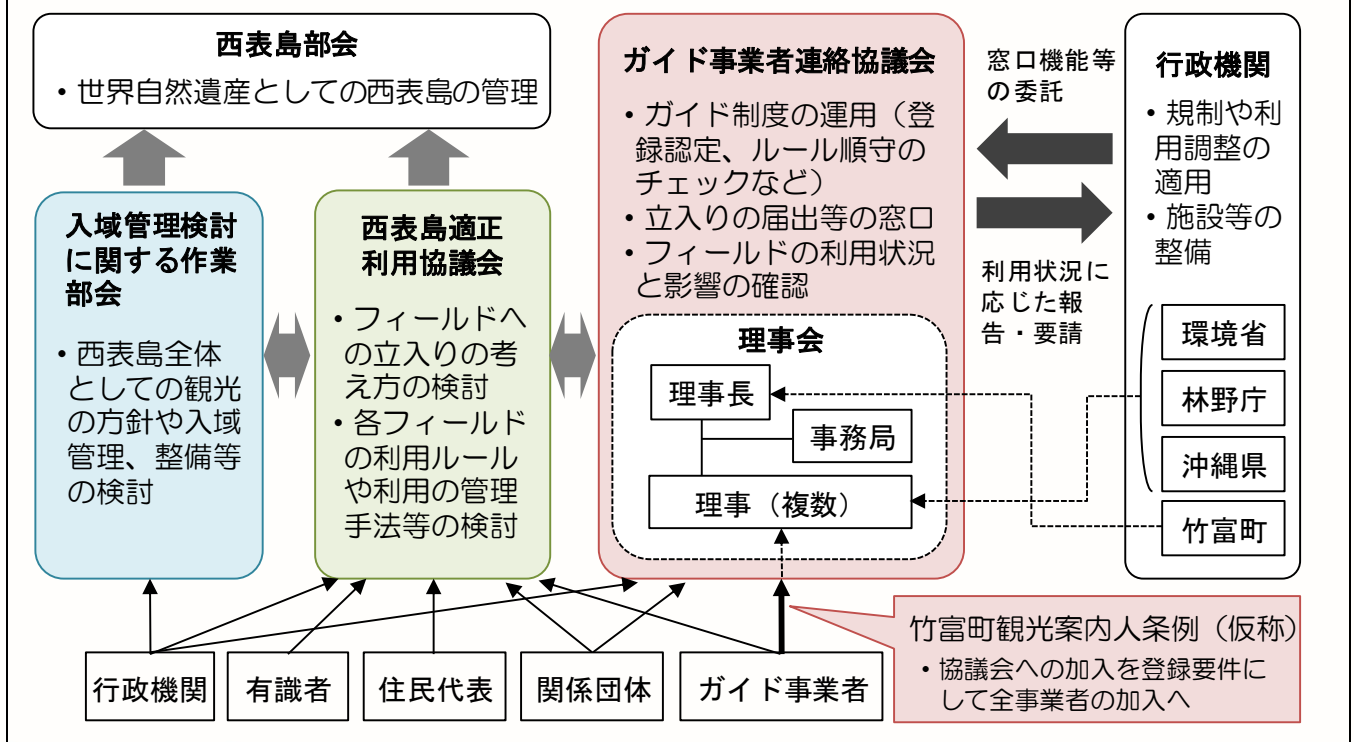 西表島部会
・世界自然遺産としての西表島の管理
入域管理検討
に関する作業
部会
・西表島全体
としての観光
の方針や入域
管理、整備等
の検討
西表島適正
利用協議会
・フィールドへ
の立入りの考
え方の検討
・各フィールド
の利用ルール
や利用の管理
手法等の検討
ガイド事業者連絡協議会
・ガイド制度の運用（登
録認定、ルール順守の
チェックなど）
・立入りの届出等の窓口
・フィールドの利用状況
と影響の確認
理事会
理事長
事務局
理事（複数）
窓口機能等
の委託
利用状況に
応じた報
告・要請
行政機関
・規制や利
用調整の
適用
・施設等の
整備
環境省
林野庁
沖縄県
竹富町
行政機関
有識者
住民代表
関係団体
ガイド事業者
竹富町観光案内人条例（仮称）
・協議会への加入を登録要件に
して全事業者の加入へ